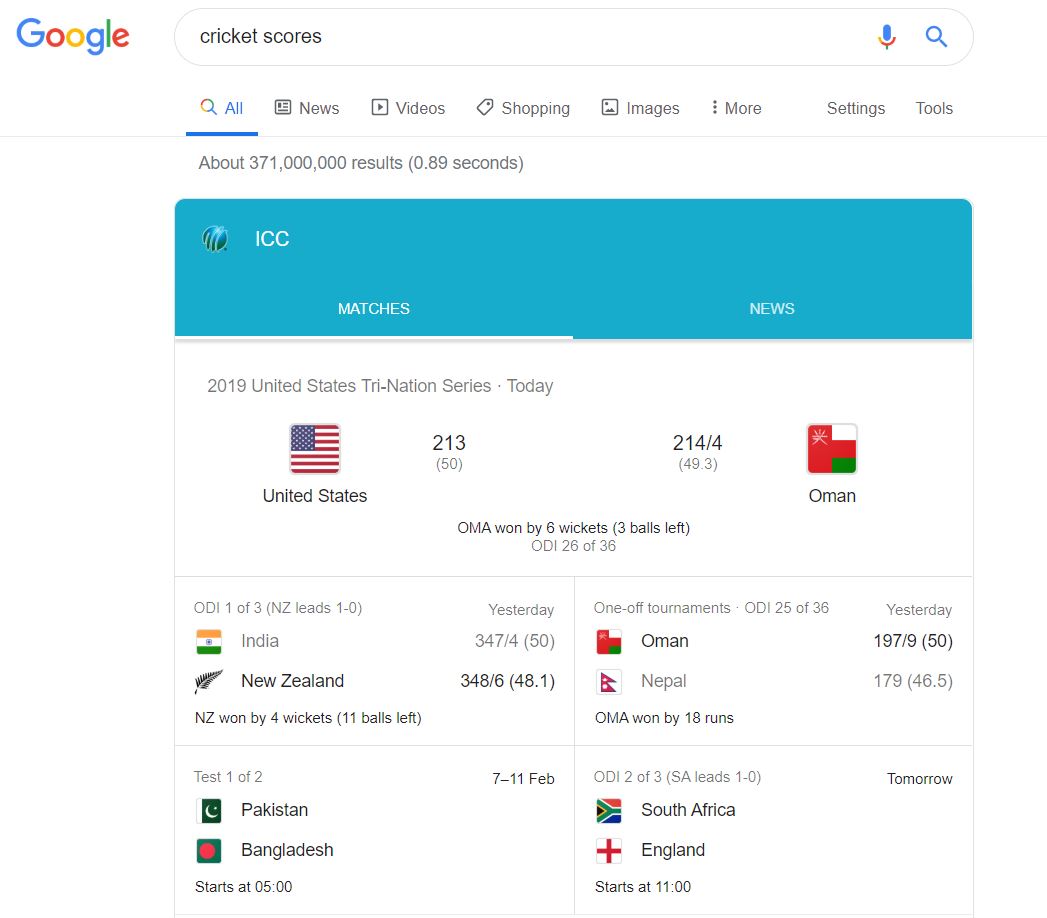 Google
cricket scores
All News Videos Shopping Images More Settings Tools
About 371,000,000 results (0.89 seconds)
ICC
MATCHES NEWS
2019 United States Tri-Nation Series · Today
213 214/4
(50) (49.3)
United States Oman
OMA won by 6 wickets (3 balls left)
ODI 26 of 36
ODI 1 of 3 (NZ leads 1-0) Yesterday
India 347/4 (50)
New Zealand 348/6 (48.1)
NZ won by 4 wickets (11 balls left)
One-off tournaments · ODI 25 of 36 Yesterday
Oman 197/9 (50)
Nepal 179 (46.5)
OMA won by 18 runs
Test 1 of 2 7–11 Feb
Pakistan
Bangladesh
Starts at 05:00
ODI 2 of 3 (SA leads 1-0) Tomorrow
South Africa
England
Starts at 11:00